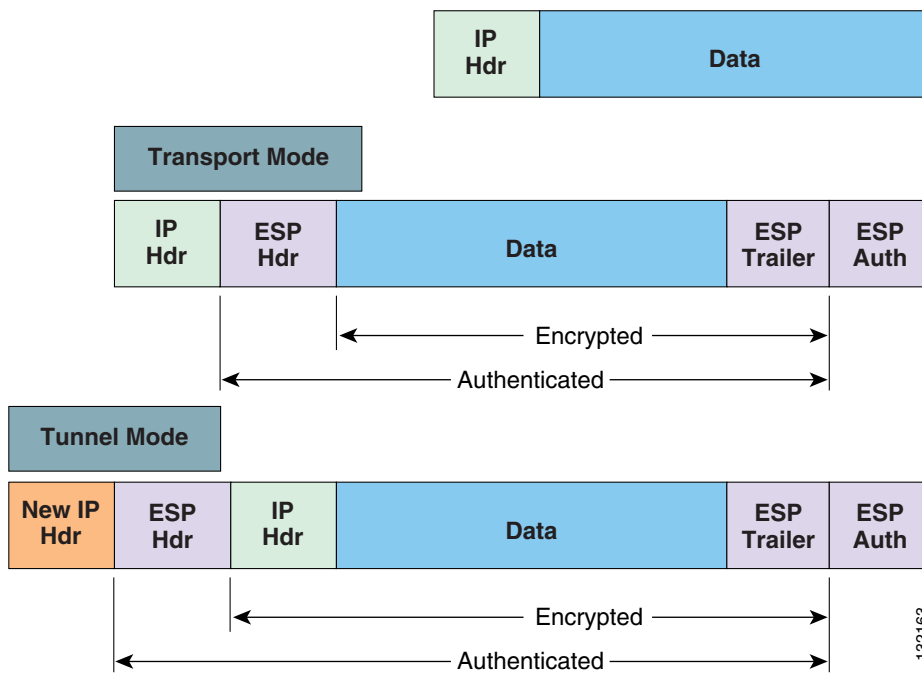 IP
Hdr
Data
Transport Mode
IP
Hdr
ESP
Hdr
Data
ESP
Trailer
ESP
Auth
Encrypted
Authenticated
Tunnel Mode
New IP
Hdr
ESP
Hdr
IP
Hdr
Data
ESP
Trailer
ESP
Auth
Encrypted
Authenticated
132163